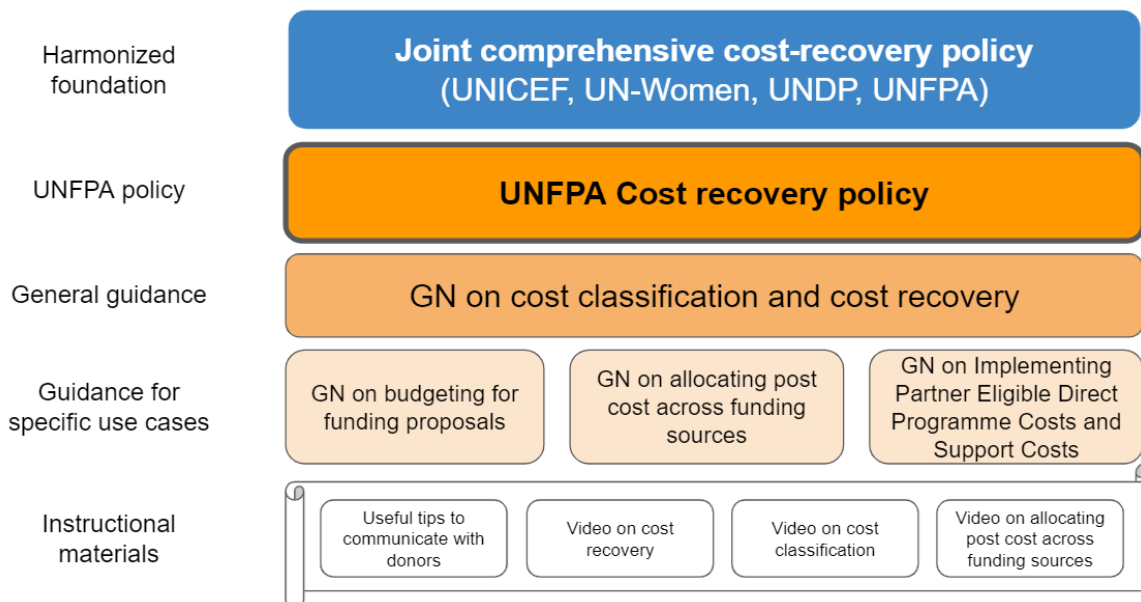 Harmonized
foundation
Joint comprehensive cost-recovery policy
(UNICEF, UN-Women, UNDP, UNFPA)
UNFPA policy
UNFPA Cost recovery policy
General guidance
GN on cost classification and cost recovery
Guidance for
specific use cases
GN on budgeting for
funding proposals
GN on allocating post
cost across funding
sources
GN on Implementing
Partner Eligible Direct
Programme Costs and
Support Costs
Instructional
materials
Useful tips to
communicate with
donors
Video on cost
recovery
Video on cost
classification
Video on allocating
post cost across
funding sources